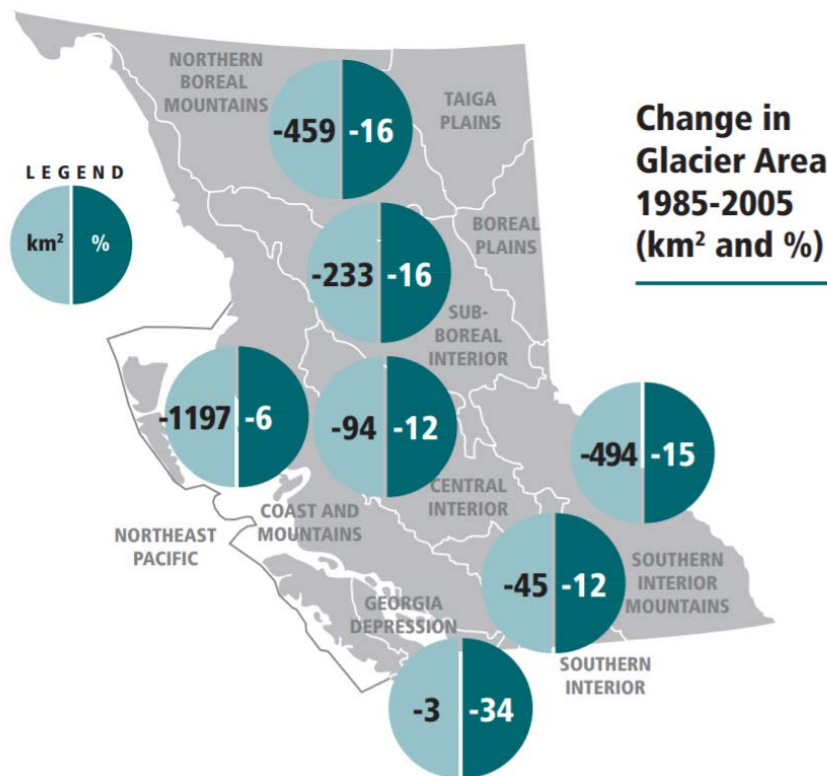 NORTHERN
BOREAL
MOUNTAINS
TAIGA
PLAINS
-459 -16
Change in
Glacier Area
1985-2005
(km² and %)
LEGEND
km² %
BOREAL
PLAINS
-233 -16
SUB-
BOREAL
INTERIOR
-1197 -6
-94 -12
-494 -15
CENTRAL
INTERIOR
COAST AND
MOUNTAINS
NORTHEAST
PACIFIC
SOUTHERN
INTERIOR
MOUNTAINS
-45 -12
GEORGIA
DEPRESSION
SOUTHERN
INTERIOR
-3 -34